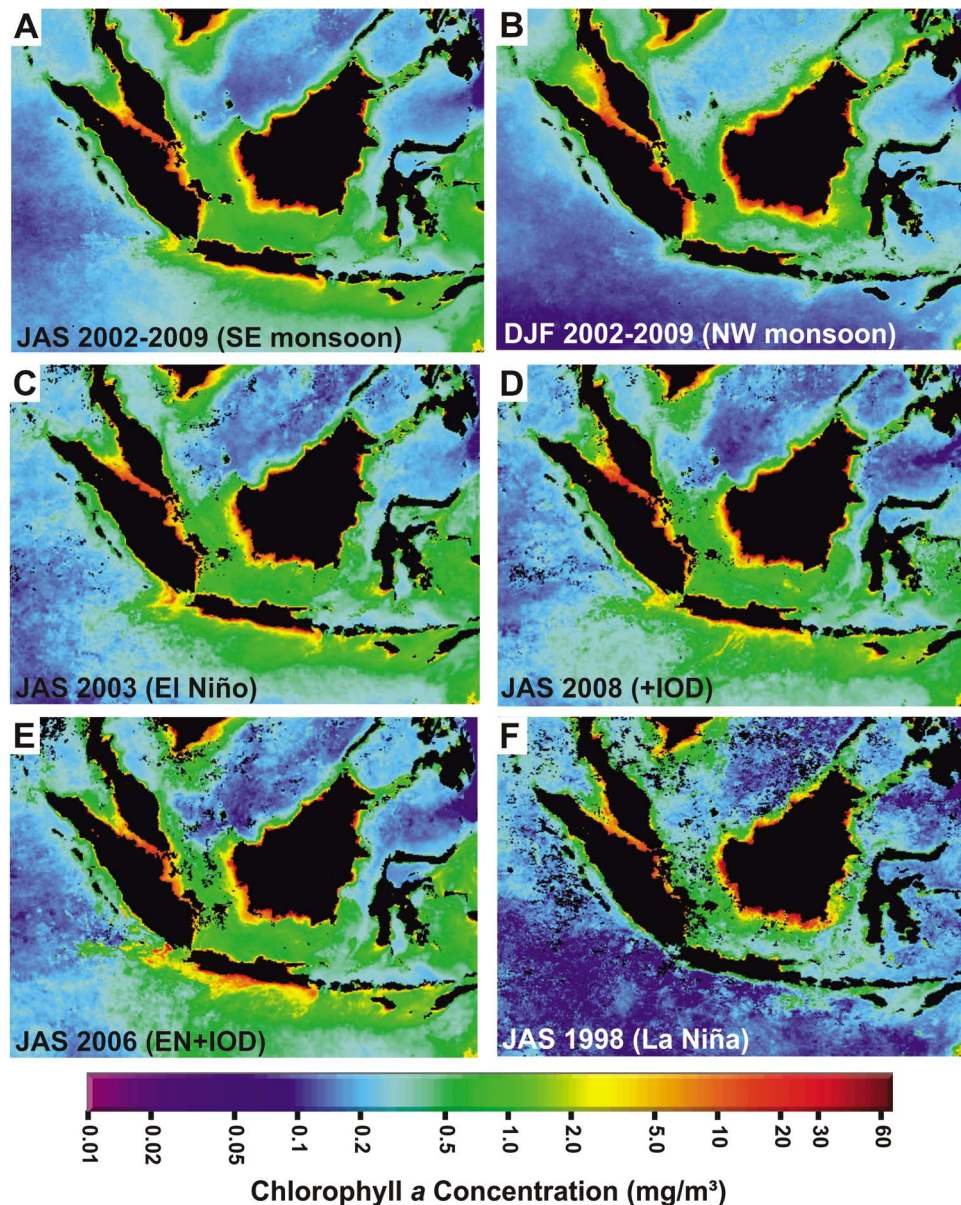 A
JAS 2002-2009 (SE monsoon)
B
DJF 2002-2009 (NW monsoon)
C
JAS 2003 (El Niño)
D
JAS 2008 (+IOD)
E
JAS 2006 (EN+IOD)
F
JAS 1998 (La Niña)
0.01 0.02 0.05 0.1 0.2 0.5 1.0 2.0 5.0 10 20 30 60
Chlorophyll a Concentration (mg/m³)